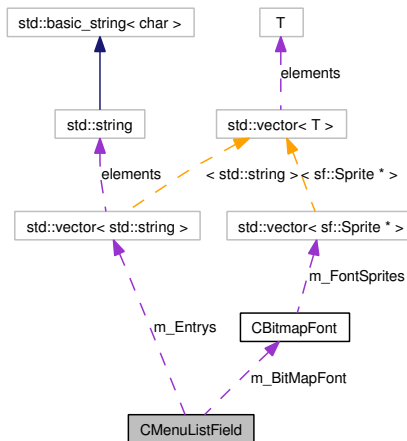 std::basic_string< char >
T
elements
std::string
std::vector< T >
elements
< std::string >
< sf::Sprite * >
std::vector< std::string >
std::vector< sf::Sprite * >
m_FontSprites
m_Entrys
CBitmapFont
m_BitMapFont
CMenuListField